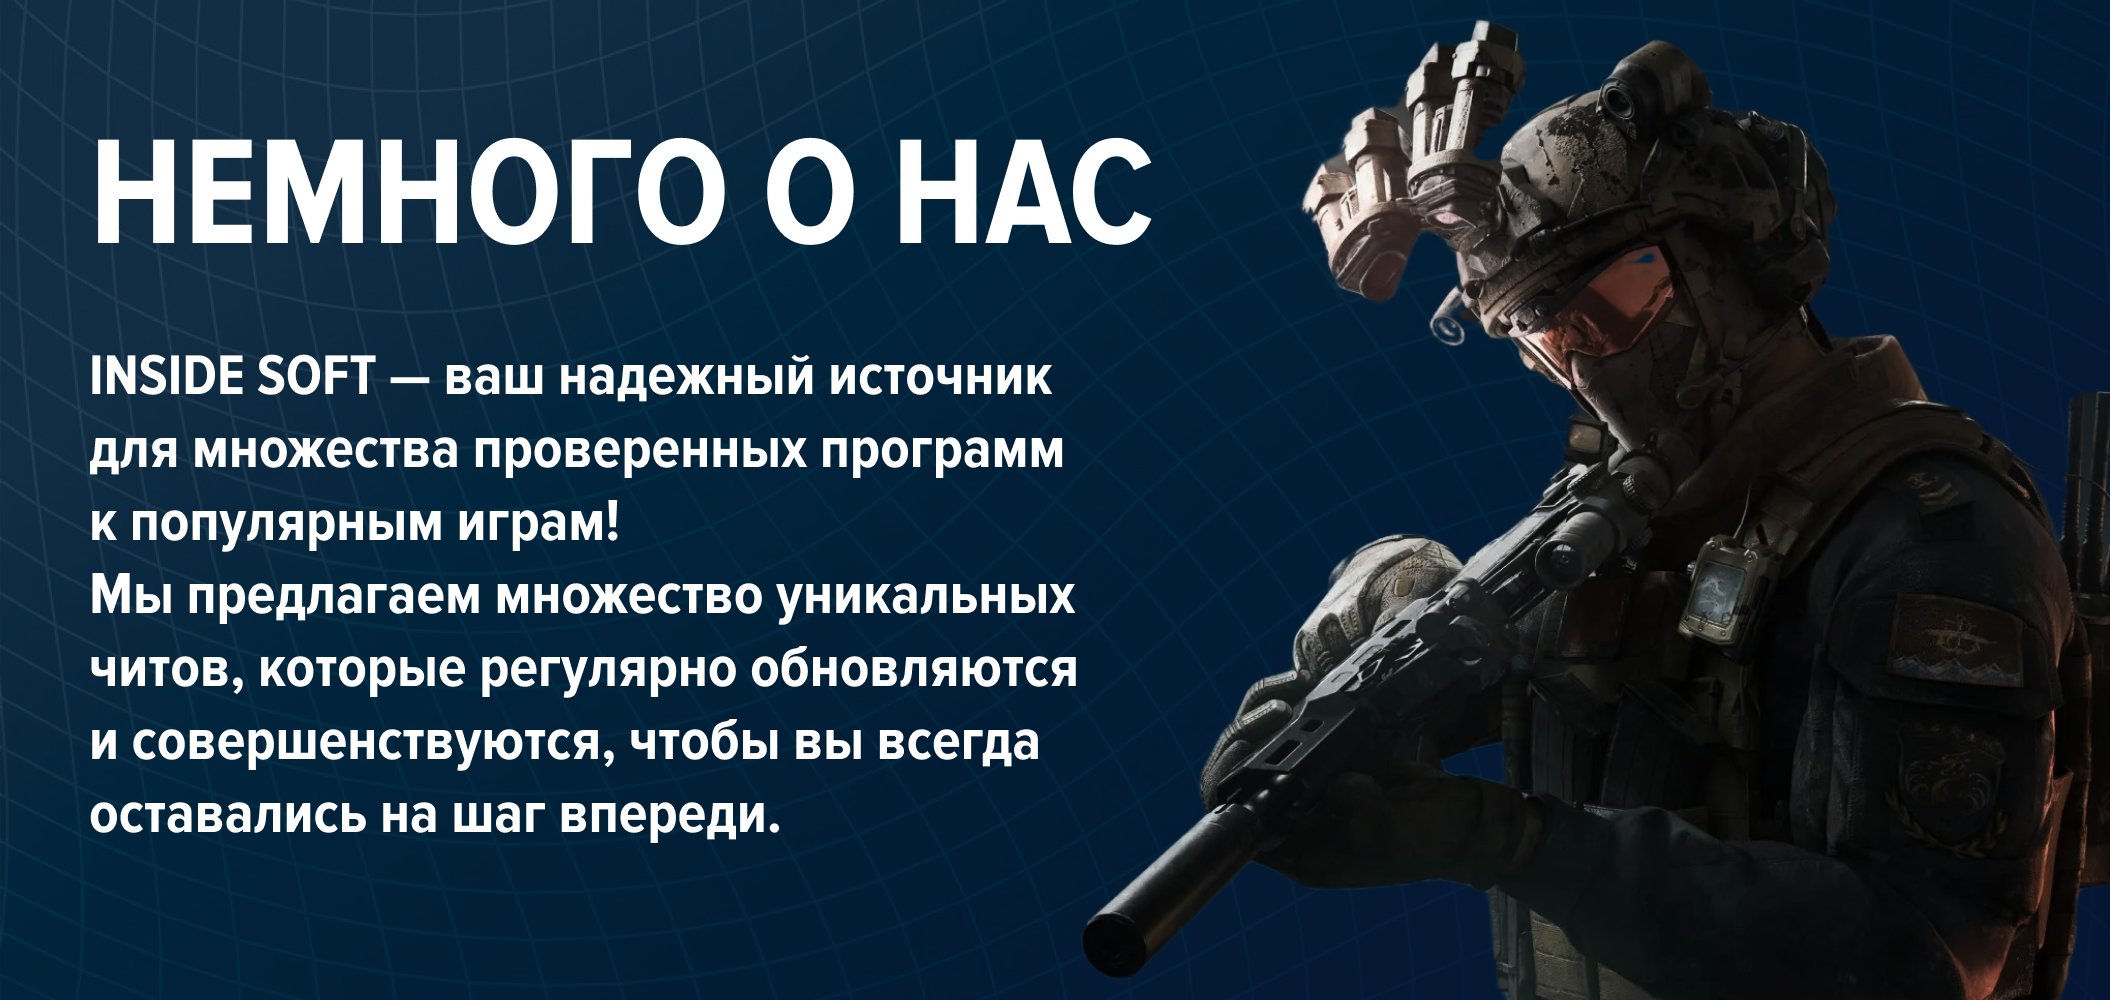 НЕМНОГО О НАС
INSIDE SOFT — ваш надежный источник
для множества проверенных программ
к популярным играм!
Мы предлагаем множество уникальных
читов, которые регулярно обновляются
и совершенствуются, чтобы вы всегда
оставались на шаг впереди.